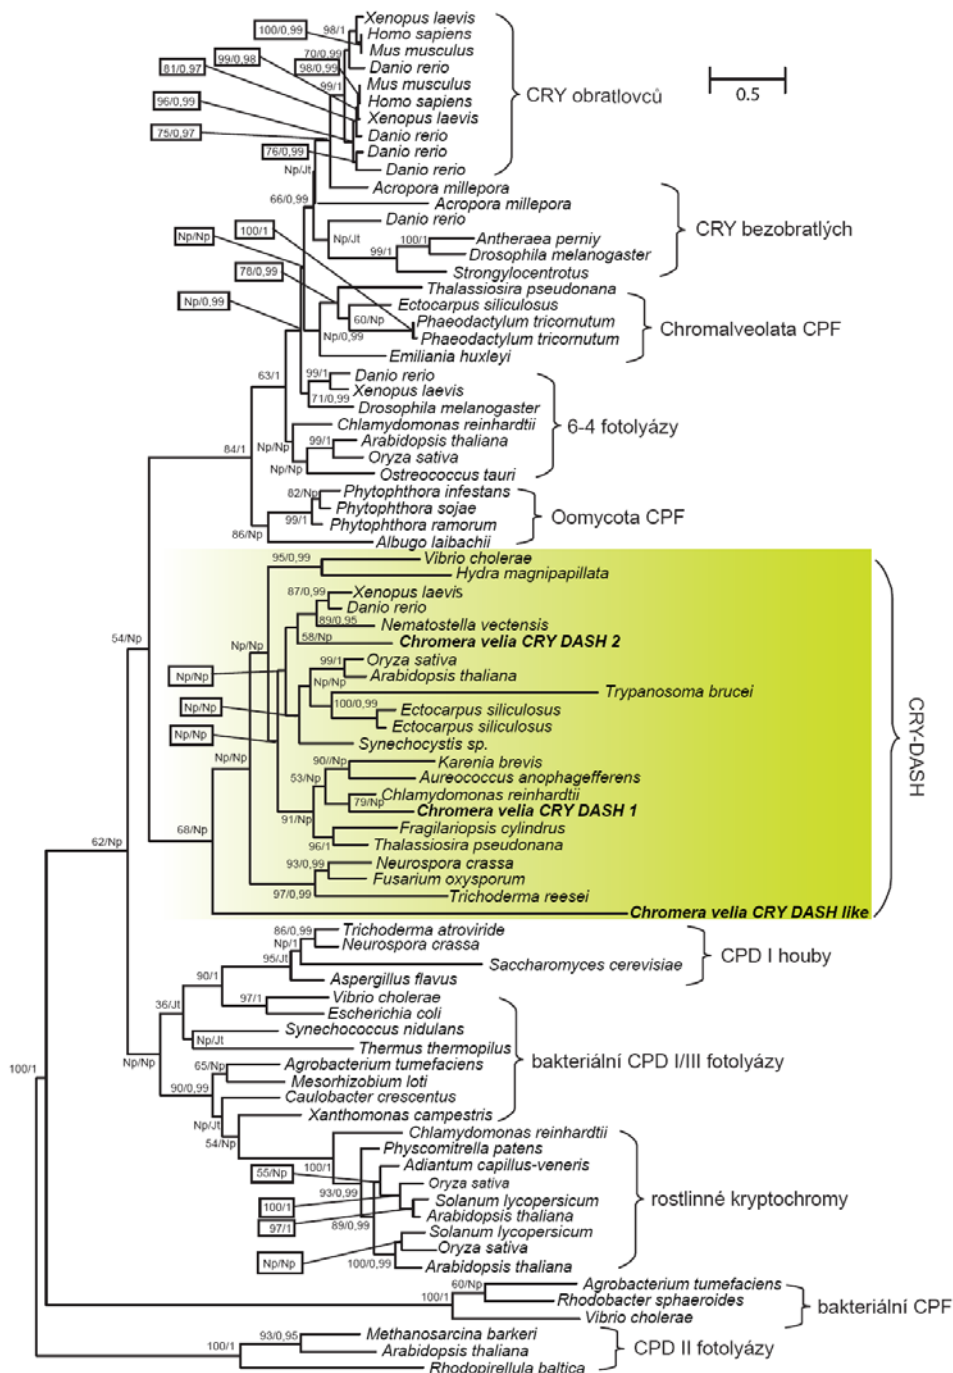 Xenopus laevis
98/1
100/0,99
Homo sapiens
70/0,99
Mus musculus
99/0,98
98/0,99
Danio rerio
81/0,97
99/1
Mus musculus
CRY obratlovců
0.5
96/0,99
Homo sapiens
Xenopus laevis
75/0,97
Danio rerio
76/0,99
Danio rerio
Np/Jt
Danio rerio
Acropora millepora
66/0,99
Acropora millepora
Danio rerio
100/1
Np/Np
Np/Jt
100/1
Antheraea perniy
CRY bezobratlých
99/1
Drosophila melanogaster
78/0,99
Strongylocentrotus
Thalassiosira pseudonana
Np/0,99
Ectocarpus siliculosus
60/Np
Phaeodactylum tricornutum
Chromalveolata CPF
Np/0,99
Phaeodactylum tricornutum
Emiliania huxleyi
63/1
99/1
Danio rerio
71/0,99
Xenopus laevis
Drosophila melanogaster
Chlamydomonas reinhardtii
6-4 fotolyázy
84/1
Np/Np
99/1
Arabidopsis thaliana
Oryza sativa
Np/Np
Ostreococcus tauri
82/Np
Phytophthora infestans
Phytophthora sojae
Oomycota CPF
99/1
Phytophthora ramorum
86/Np
Albugo laibachii
95/0,99
Vibrio cholerae
Hydra magnipapillata
87/0,99
Xenopus laevis
Danio rerio
89/0,95
Nematostella vectensis
54/Np
Np/Np
58/Np
Chromera velia CRY DASH 2
99/1
Oryza sativa
Np/Np
Np/Np
Arabidopsis thaliana
Trypanosoma brucei
Np/Np
100/0,99
Ectocarpus siliculosus
Ectocarpus siliculosus
Np/Np
Synechocystis sp.
CRY-DASH
Np/Np
90//Np
Karenia brevis
53/Np
Aureococcus anophagefferens
Chlamydomonas reinhardtii
79/Np
Chromera velia CRY DASH 1
91/Np
Fragilariopsis cylindrus
68/Np
96/1
Thalassiosira pseudonana
62/Np
93/0,99
Neurospora crassa
Fusarium oxysporum
97/0,99
Trichoderma reesei
Chromera velia CRY DASH like
86/0,99
Trichoderma atroviride
Np/1
Neurospora crassa
CPD I houby
95/Jt
Saccharomyces cerevisiae
90/1
Aspergillus flavus
97/1
Vibrio cholerae
36/Jt
Escherichia coli
Synechococcus nidulans
Np/Jt
Thermus thermopilus
Np/Np
65/Np
Agrobacterium tumefaciens
bakteriální CPD I/III fotolyázy
100/1
90/0,99
Mesorhizobium loti
Caulobacter crescentus
Np/Jt
Xanthomonas campestris
54/Np
Chlamydomonas reinhardtii
Physcomitrella patens
100/1
55/Np
Adiantum capillus-veneris
93/0,99
Oryza sativa
100/1
Solanum lycopersicum
rostlinné kryptochromy
97/1
89/0,99
Arabidopsis thaliana
Solanum lycopersicum
Np/Np
100/0,99
Oryza sativa
Arabidopsis thaliana
60/Np
Agrobacterium tumefaciens
100/1
Rhodobacter sphaeroides
bakteriální CPF
Vibrio cholerae
93/0,95
Methanosarcina barkeri
100/1
Arabidopsis thaliana
CPD II fotolyázy
Rhodopirellula baltica